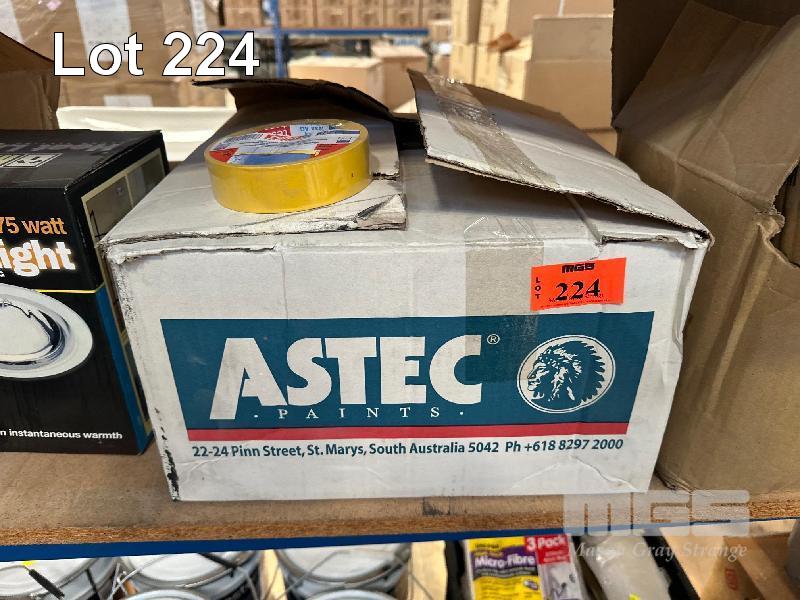 Lot 224
75 watt
ight
n instantaneous warmth
MGS
LOT
224
ASTEC®
· PAINTS ·
22-24 Pinn Street, St. Marys, South Australia 5042 Ph +618 8297 2000
MGS
Mason Gray Strange
Micro-Fibre
3 Pack